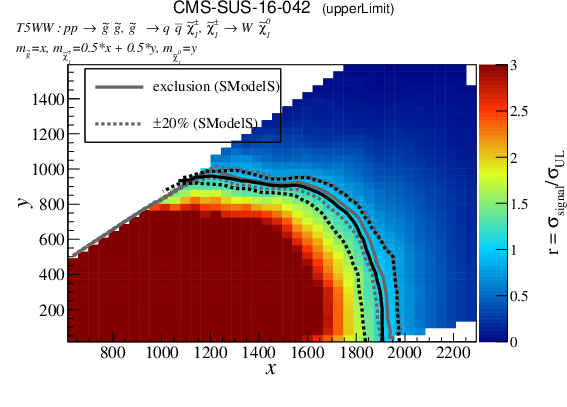 CMS-SUS-16-042 (upperLimit)
T5WW : pp → g̃ g̃, g̃ → q q̅ χ̃₁±, χ̃₁± → W χ̃₁⁰
m_g̃=x, m_χ̃₁±=0.5*x + 0.5*y, m_χ̃₁⁰=y
exclusion (SModelS)
±20% (SModelS)
1400
1200
1000
800
600
400
200
y
800 1000 1200 1400 1600 1800 2000 2200
x
3
2.5
2
1.5
1
0.5
0
r = σ_signal/σ_UL